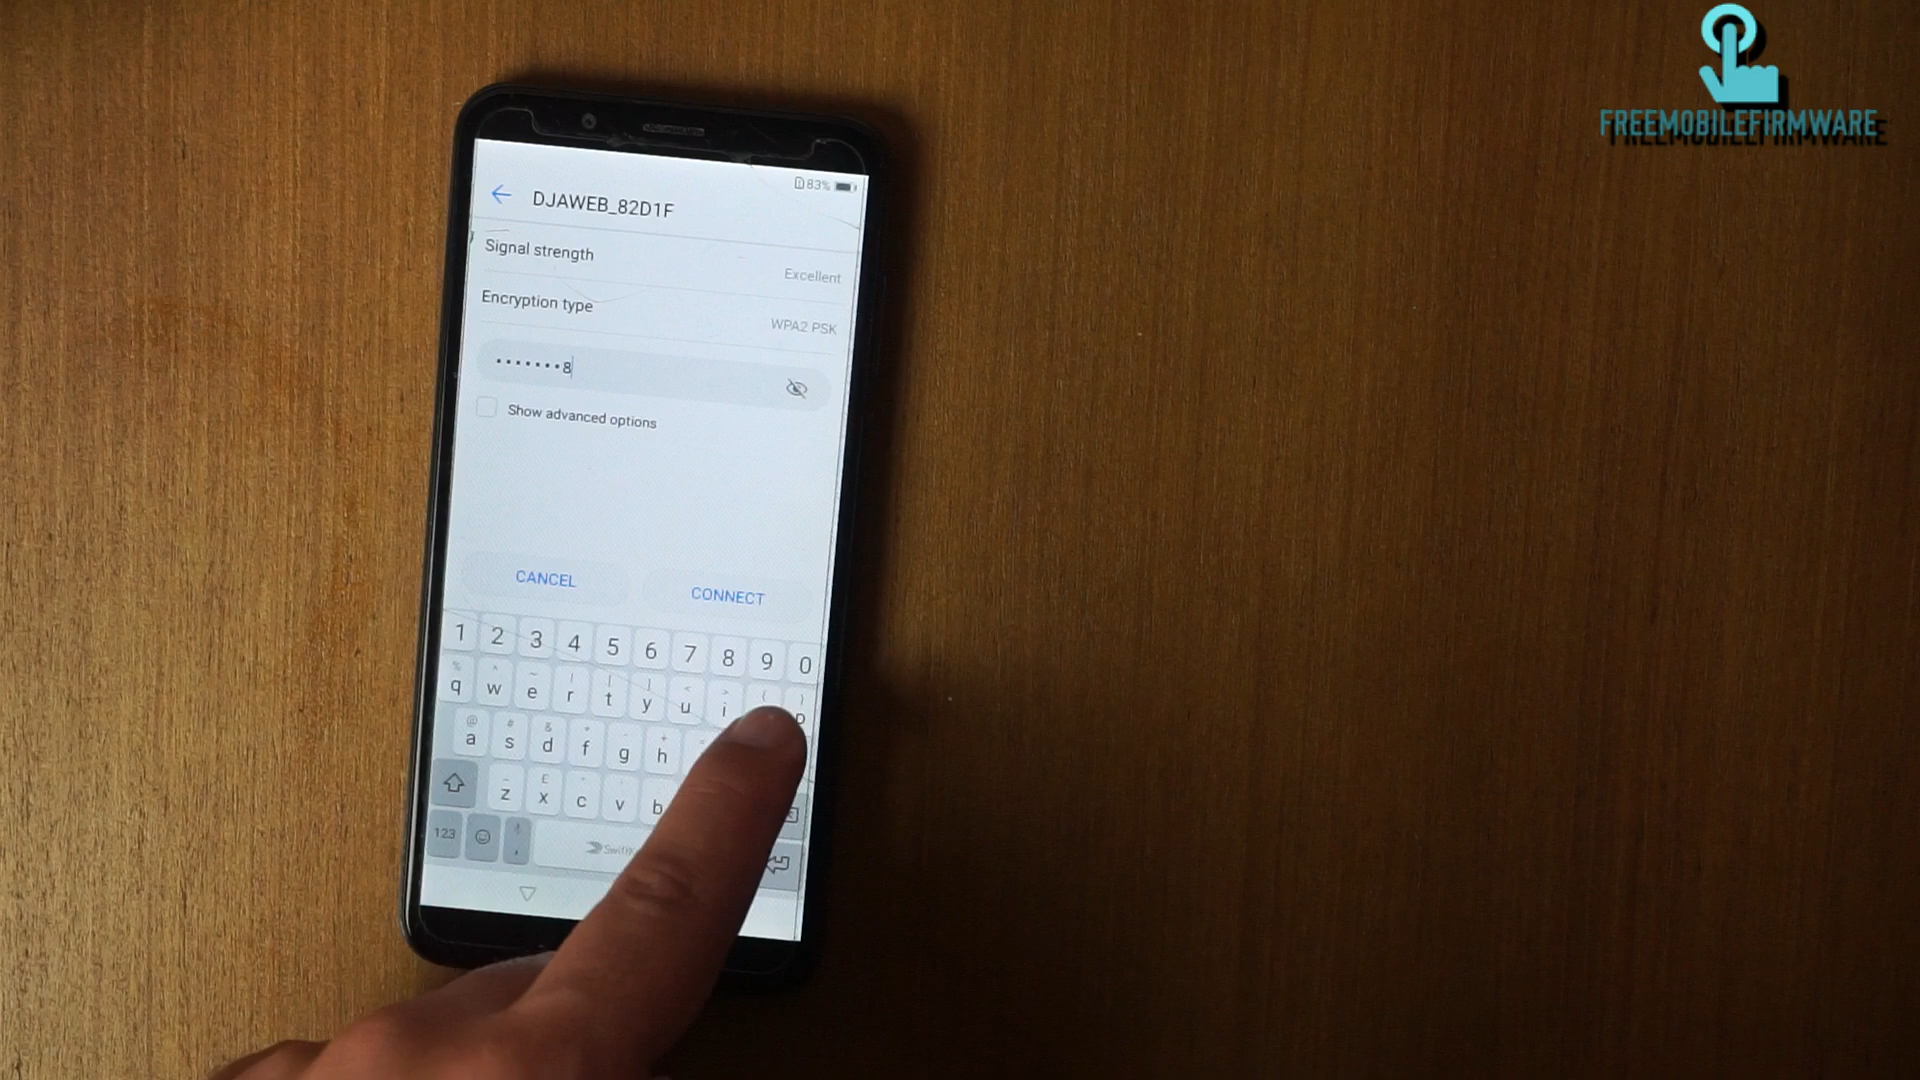 FREEMOBILEFIRMWARE
83%
DJAWEB_82D1F
Signal strength
Excellent
Encryption type
WPA2 PSK
•••••••8
Show advanced options
CANCEL
CONNECT
1 2 3 4 5 6 7 8 9 0
q w e r t y u i p
a s d f g h
z x c v b
123